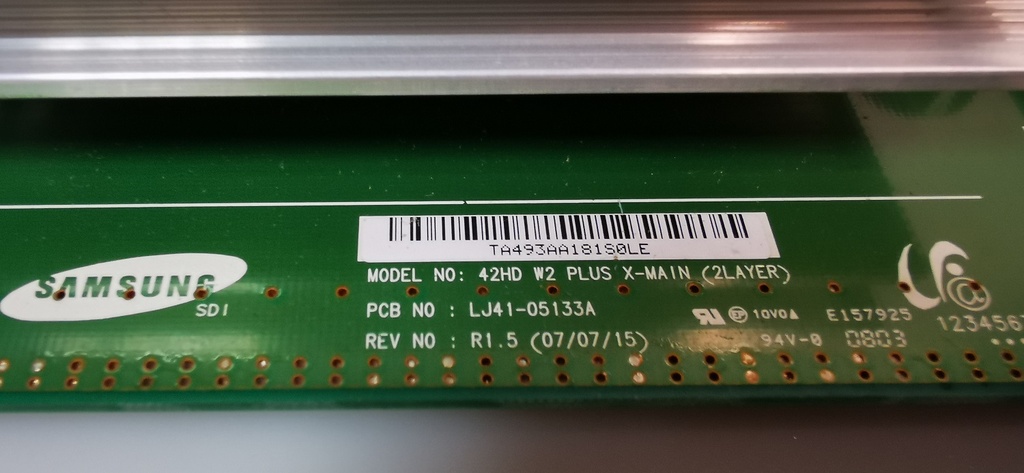 TA493AA181S0LE
SAMSUNG
SDI
MODEL NO: 42HD W2 PLUS X-MAIN (2LAYER)
PCB NO : LJ41-05133A
REV NO : R1.5 (07/07/15)
10V0
E157925
94V-0
0803
1234567